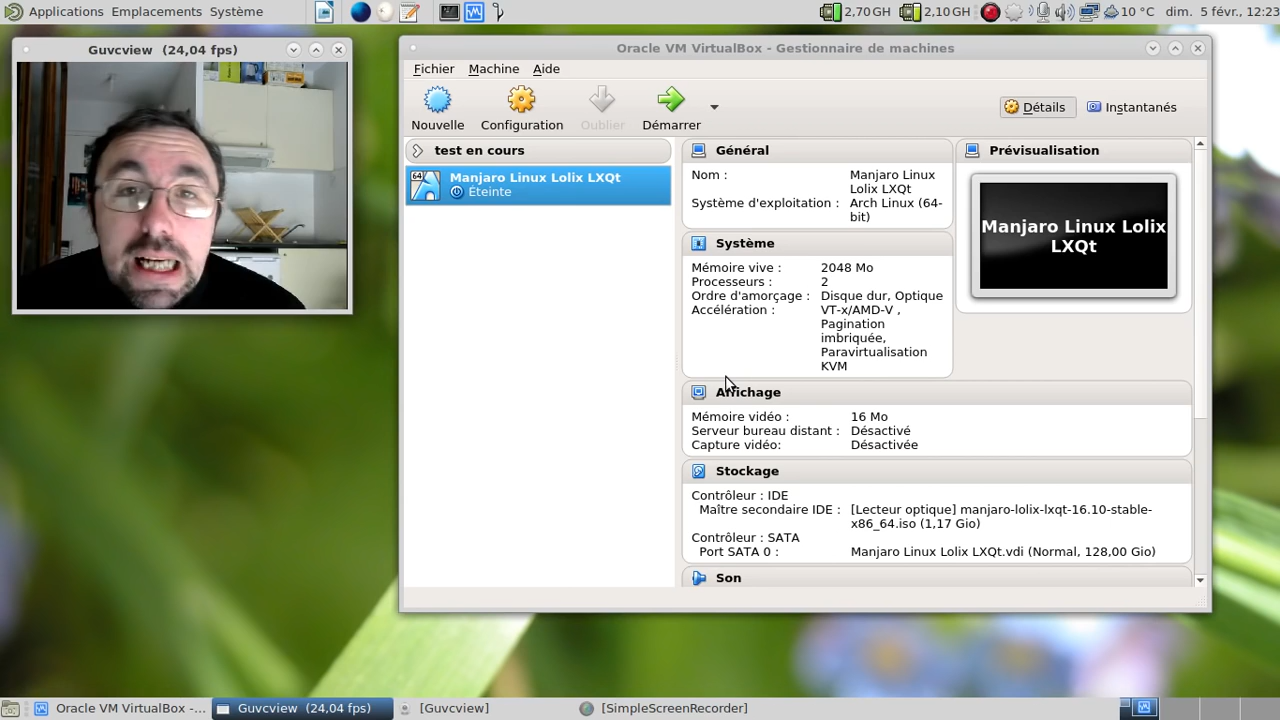 Applications Emplacements Système
2,70 GH
2,10 GH
10 °C
dim. 5 févr., 12:23
Guvcview (24,04 fps)
Oracle VM VirtualBox - Gestionnaire de machines
Fichier Machine Aide
Nouvelle
Configuration
Oublier
Démarrer
Détails
Instantanés
test en cours
64
Manjaro Linux Lolix LXQt
Éteinte
Général
Nom : Manjaro Linux
Lolix LXQt
Système d'exploitation : Arch Linux (64-
bit)
Prévisualisation
Manjaro Linux Lolix
LXQt
Système
Mémoire vive : 2048 Mo
Processeurs : 2
Ordre d'amorçage : Disque dur, Optique
Accélération : VT-x/AMD-V ,
Pagination
imbriquée,
Paravirtualisation
KVM
Affichage
Mémoire vidéo : 16 Mo
Serveur bureau distant : Désactivé
Capture vidéo: Désactivée
Stockage
Contrôleur : IDE
Maître secondaire IDE : [Lecteur optique] manjaro-lolix-lxqt-16.10-stable-
x86_64.iso (1,17 Gio)
Contrôleur : SATA
Port SATA 0 : Manjaro Linux Lolix LXQt.vdi (Normal, 128,00 Gio)
Son
Oracle VM VirtualBox -...
Guvcview (24,04 fps)
[Guvcview]
[SimpleScreenRecorder]